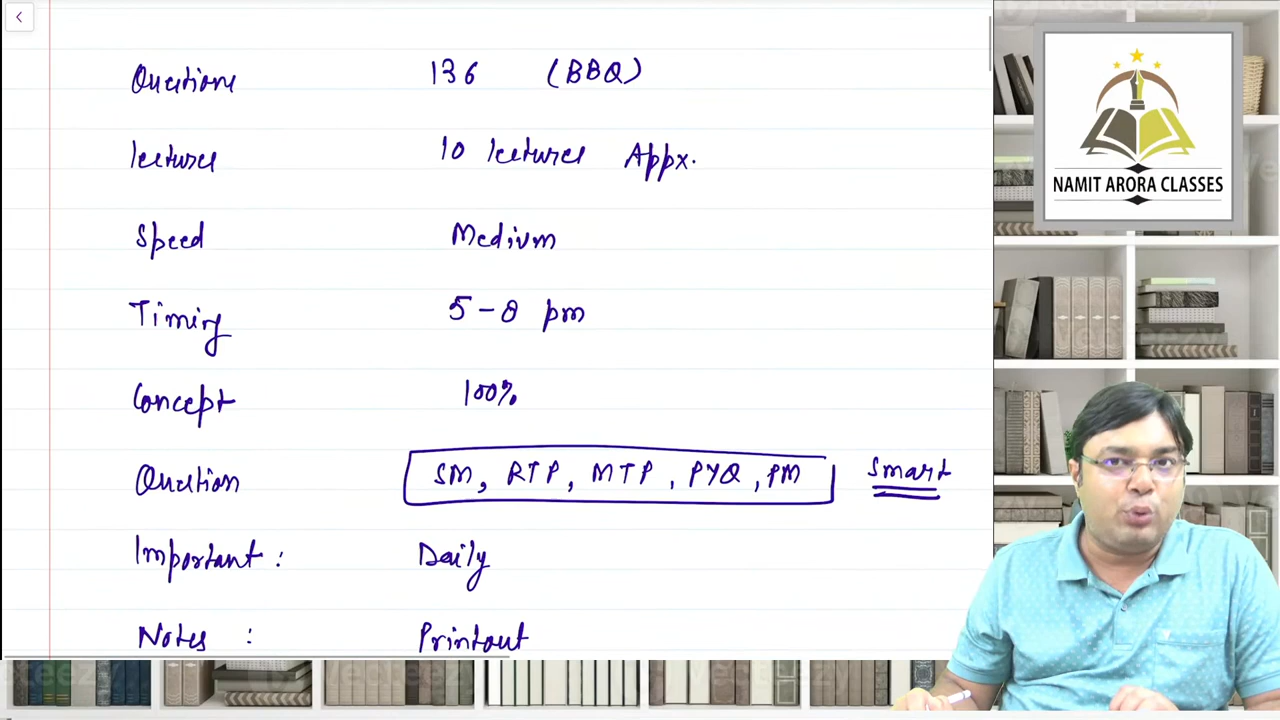 Questions 136 (BBQ)
lectures 10 lectures Appx.
Speed Medium
Timing 5-8 pm
Concept 100%
Question SM, RTP, MTP, PYQ, PM Smart
Important: Daily
Notes : Printout
NAMIT ARORA CLASSES